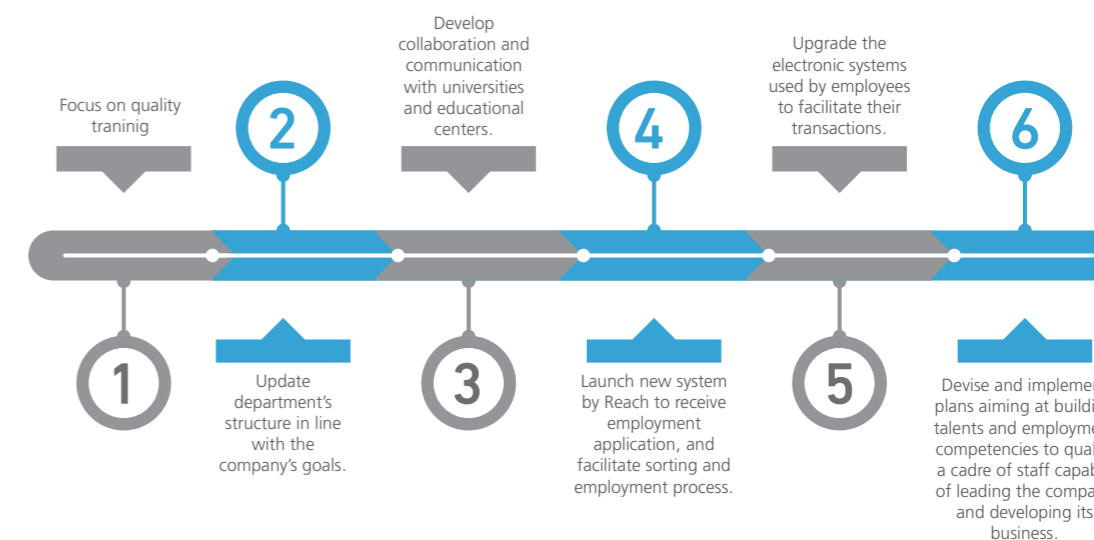 Focus on quality
traninig
1
2
Update
department's
structure in line
with the
company's goals.
Develop
collaboration and
communication
with universities
and educational
centers.
3
4
Launch new system
by Reach to receive
employment
application, and
facilitate sorting and
employment process.
Upgrade the
electronic systems
used by employees
to facilitate their
transactions.
5
6
Devise and implemen
plans aiming at buildi
talents and employme
competencies to qual
a cadre of staff capab
of leading the compa
and developing its
business.